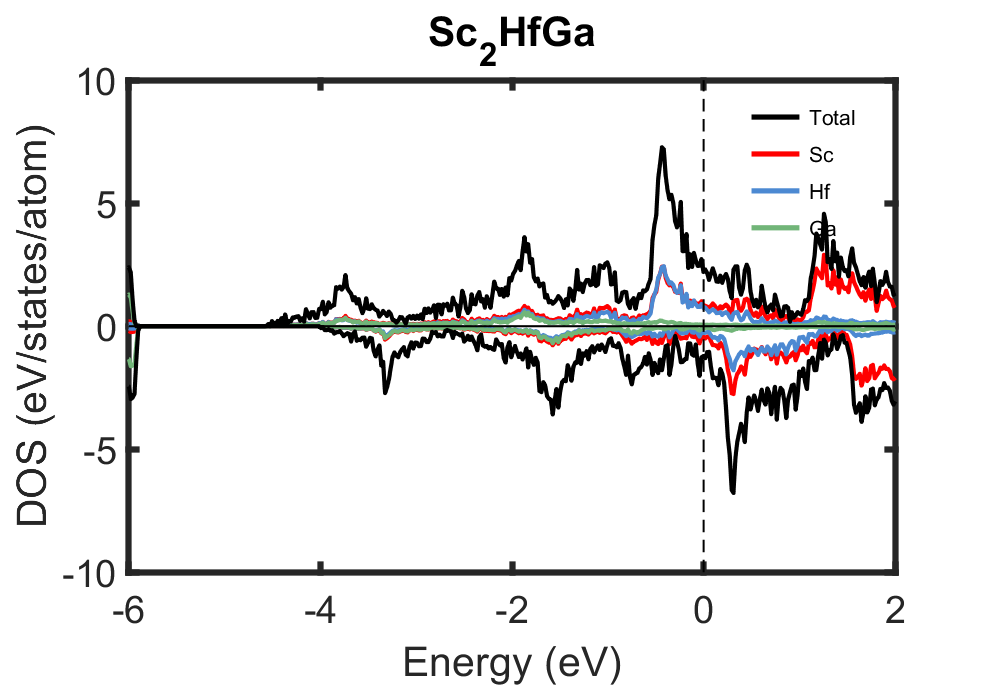 Sc2HfGa
10
5
0
-5
-10
DOS (eV/states/atom)
Total
Sc
Hf
Ga
-6 -4 -2 0 2
Energy (eV)